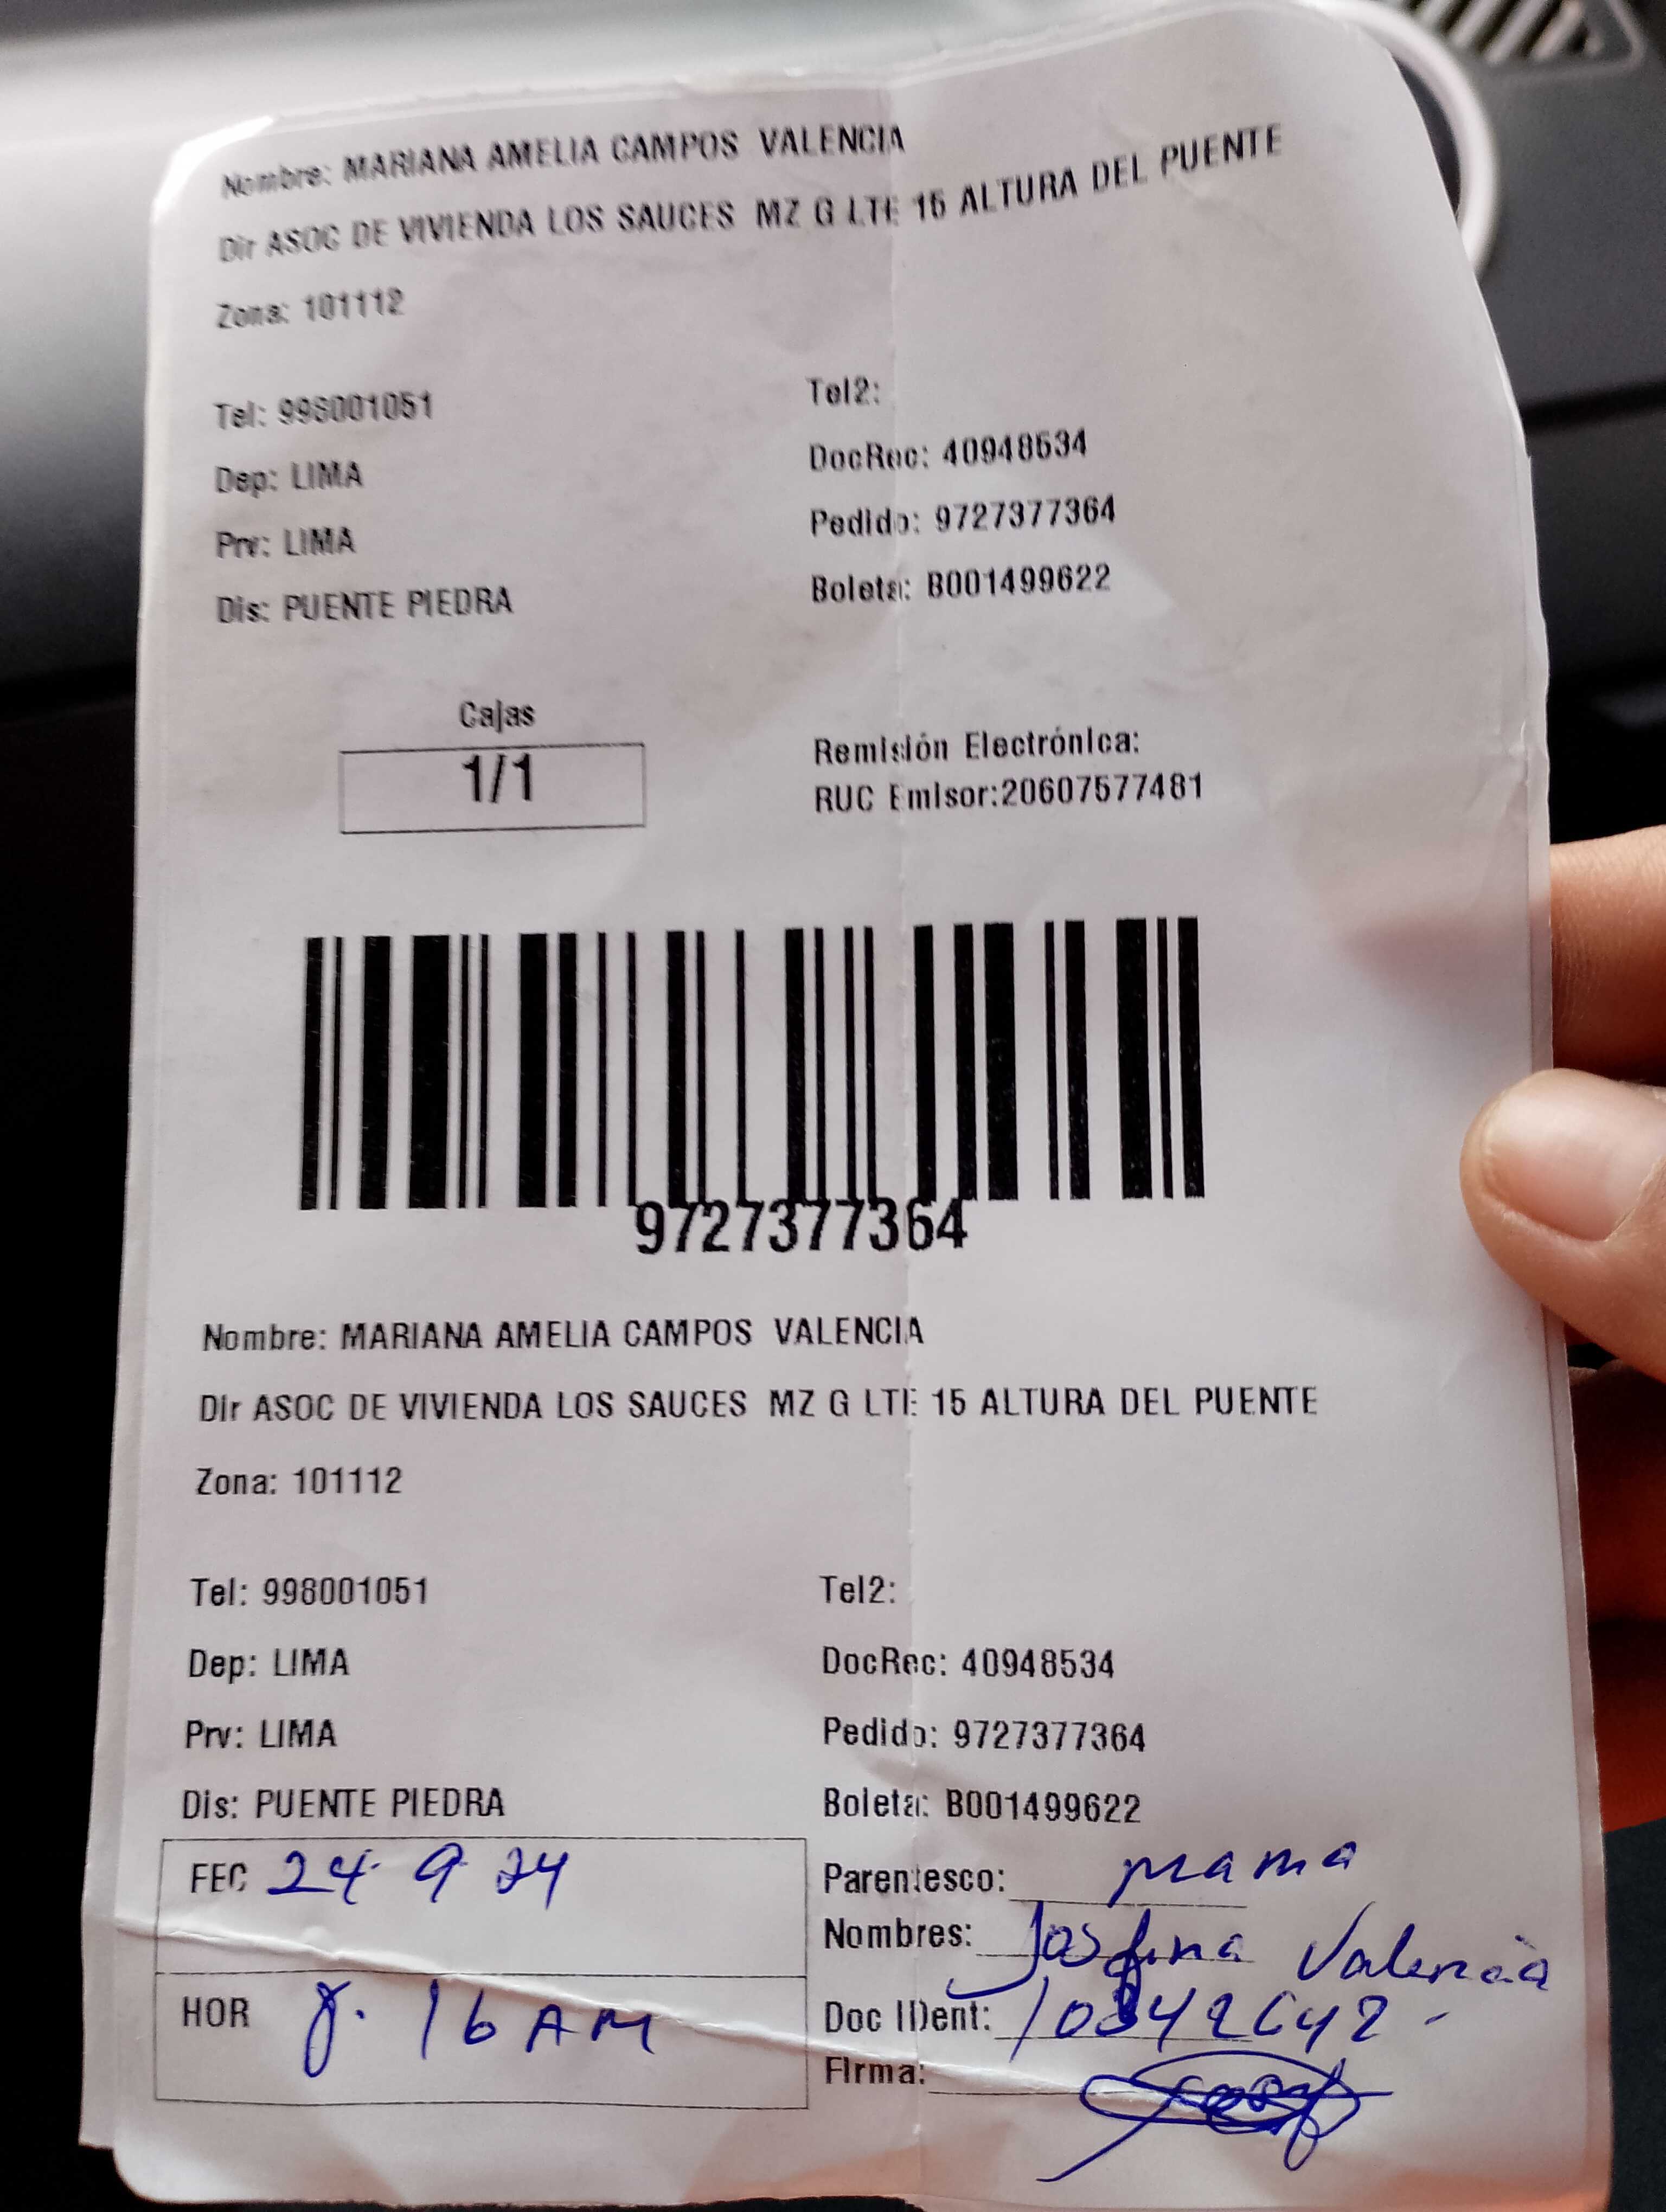 Nombre: MARIANA AMELIA CAMPOS VALENCIA
Dir ASOC DE VIVIENDA LOS SAUCES MZ G LTE 15 ALTURA DEL PUENTE
Zona: 101112
Tel: 998001051 Tel2:
Dep: LIMA DocRec: 40948534
Prv: LIMA Pedido: 9727377364
Dis: PUENTE PIEDRA Boleta: B001499622
Cajas
1/1
Remisión Electrónica:
RUC Emisor:20607577481
9727377364
Nombre: MARIANA AMELIA CAMPOS VALENCIA
Dir ASOC DE VIVIENDA LOS SAUCES MZ G LTE 15 ALTURA DEL PUENTE
Zona: 101112
Tel: 998001051 Tel2:
Dep: LIMA DocRec: 40948534
Prv: LIMA Pedido: 9727377364
Dis: PUENTE PIEDRA Boleta: B001499622
FEC 24 9 24
Parentesco: mama
Nombres: Josfina Valencia
HOR 8. 16 AM
Doc IDent:
Firma: